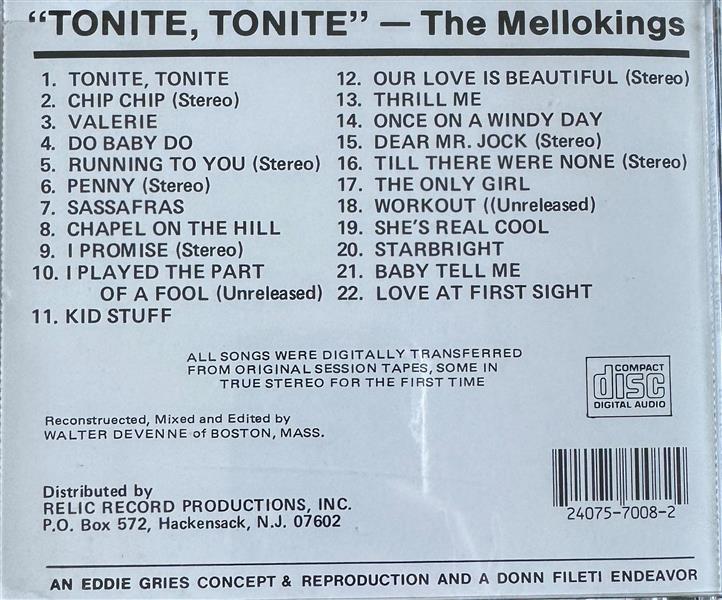 "TONITE, TONITE" — The Mellokings
1. TONITE, TONITE
2. CHIP CHIP (Stereo)
3. VALERIE
4. DO BABY DO
5. RUNNING TO YOU (Stereo)
6. PENNY (Stereo)
7. SASSAFRAS
8. CHAPEL ON THE HILL
9. I PROMISE (Stereo)
10. I PLAYED THE PART
OF A FOOL (Unreleased)
11. KID STUFF
12. OUR LOVE IS BEAUTIFUL (Stereo)
13. THRILL ME
14. ONCE ON A WINDY DAY
15. DEAR MR. JOCK (Stereo)
16. TILL THERE WERE NONE (Stereo)
17. THE ONLY GIRL
18. WORKOUT ((Unreleased)
19. SHE'S REAL COOL
20. STARBRIGHT
21. BABY TELL ME
22. LOVE AT FIRST SIGHT
ALL SONGS WERE DIGITALLY TRANSFERRED
FROM ORIGINAL SESSION TAPES, SOME IN
TRUE STEREO FOR THE FIRST TIME
COMPACT
disc
DIGITAL AUDIO
Reconstruected, Mixed and Edited by
WALTER DEVENNE of BOSTON, MASS.
Distributed by
RELIC RECORD PRODUCTIONS, INC.
P.O. Box 572, Hackensack, N.J. 07602
24075-7008-2
AN EDDIE GRIES CONCEPT & REPRODUCTION AND A DONN FILETI ENDEAVOR